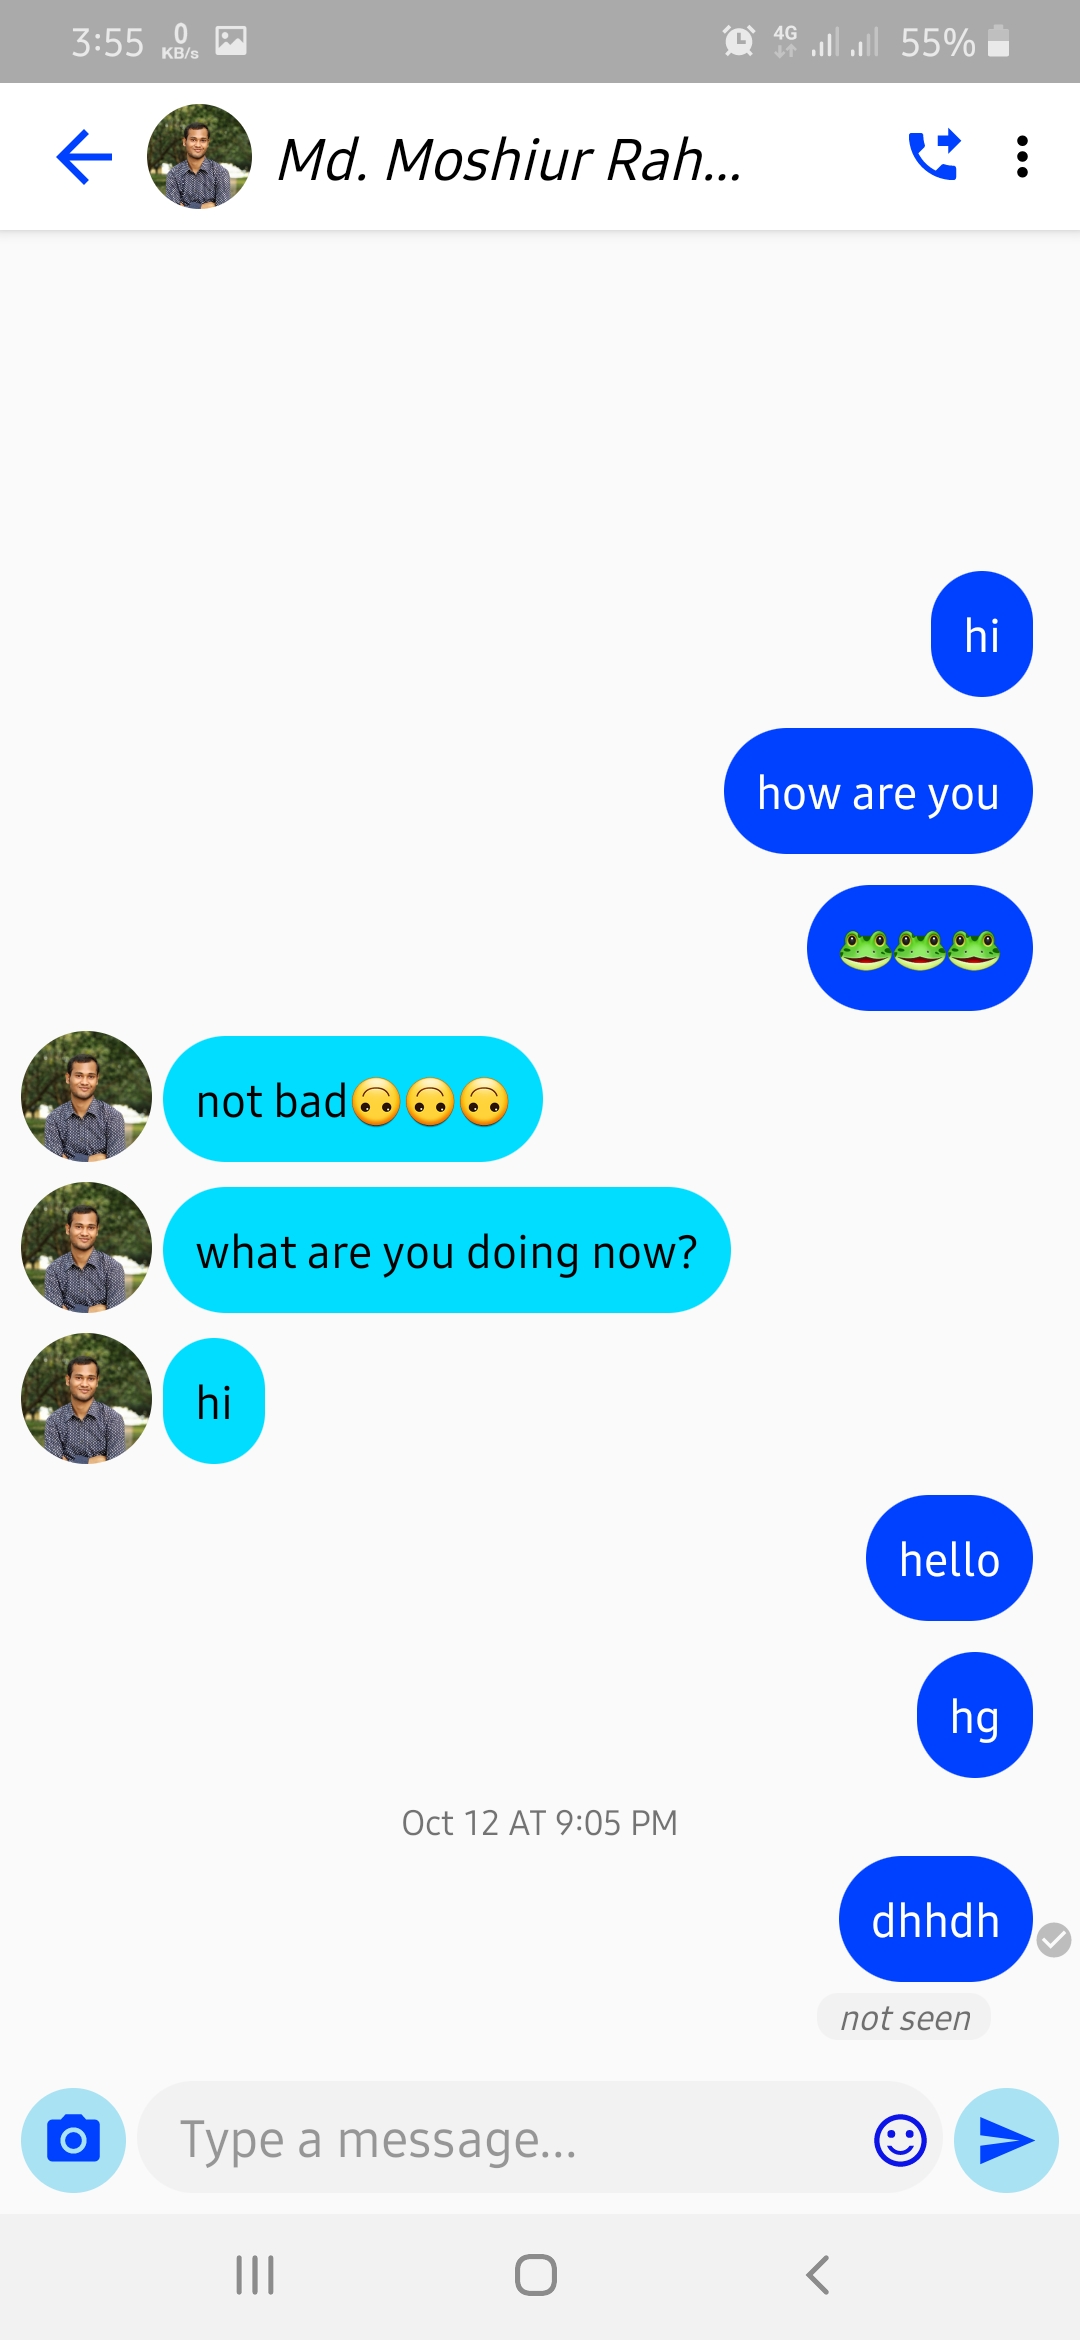 3:55 0 KB/s 4G 55%
Md. Moshiur Rah...
hi
how are you
🐸🐸🐸
not bad🙃🙃🙃
what are you doing now?
hi
hello
hg
Oct 12 AT 9:05 PM
dhhdh
not seen
Type a message...